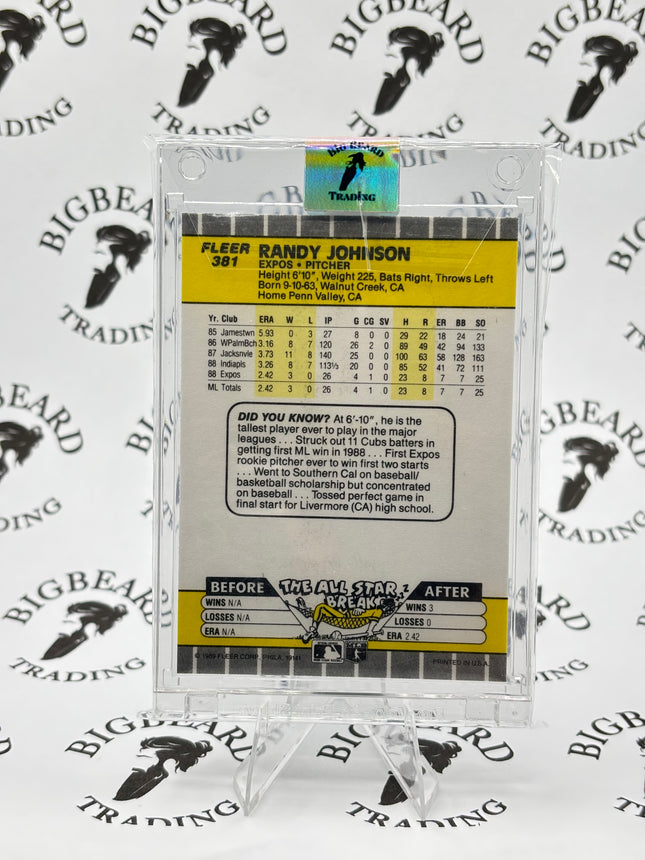 BIGBEARD
TRADING
BIG BEARD
TRADING
FLEER
381
RANDY JOHNSON
EXPOS • PITCHER
Height 6'10", Weight 225, Bats Right, Throws Left
Born 9-10-63, Walnut Creek, CA
Home Penn Valley, CA
Yr. Club ERA W L IP G CG SV H R ER BB SO
85 Jamestwn 5.93 0 3 27 8 0 0 29 22 18 24 21
86 WPalmBch 3.16 8 7 120 26 2 0 89 49 42 94 133
87 Jacksnvle 3.73 11 8 140 25 0 0 100 63 58 128 163
88 Indiapls 3.26 8 7 113⅓ 20 0 0 85 52 41 72 111
88 Expos 2.42 3 0 26 4 1 0 23 8 7 7 25
ML Totals 2.42 3 0 26 4 1 0 23 8 7 7 25
DID YOU KNOW? At 6'-10", he is the
tallest player ever to play in the major
leagues . . . Struck out 11 Cubs batters in
getting first ML win in 1988 . . . First Expos
rookie pitcher ever to win first two starts
. . . Went to Southern Cal on baseball/
basketball scholarship but concentrated
on baseball . . . Tossed perfect game in
final start for Livermore (CA) high school.
BEFORE THE ALL STAR BREAK AFTER
WINS N/A WINS 3
LOSSES N/A LOSSES 0
ERA N/A ERA 2.42
© 1989 FLEER CORP. PHILA. 19141 PRINTED IN U.S.A.
BIGBEARD
TRADING